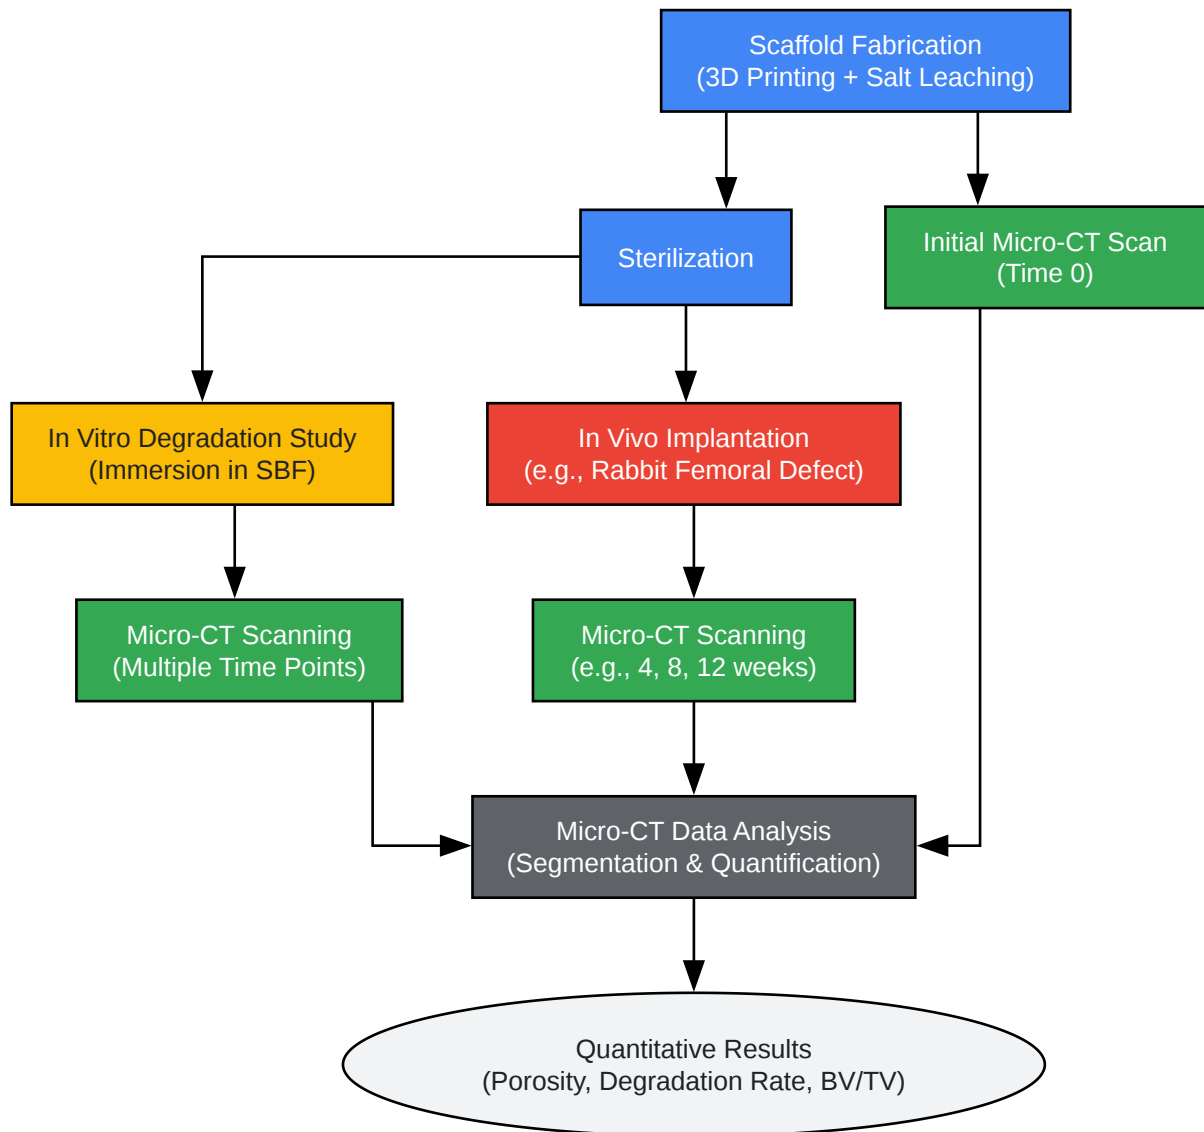 Scaffold Fabrication
(3D Printing + Salt Leaching)
Sterilization
Initial Micro-CT Scan
(Time 0)
In Vitro Degradation Study
(Immersion in SBF)
In Vivo Implantation
(e.g., Rabbit Femoral Defect)
Micro-CT Scanning
(Multiple Time Points)
Micro-CT Scanning
(e.g., 4, 8, 12 weeks)
Micro-CT Data Analysis
(Segmentation & Quantification)
Quantitative Results
(Porosity, Degradation Rate, BV/TV)